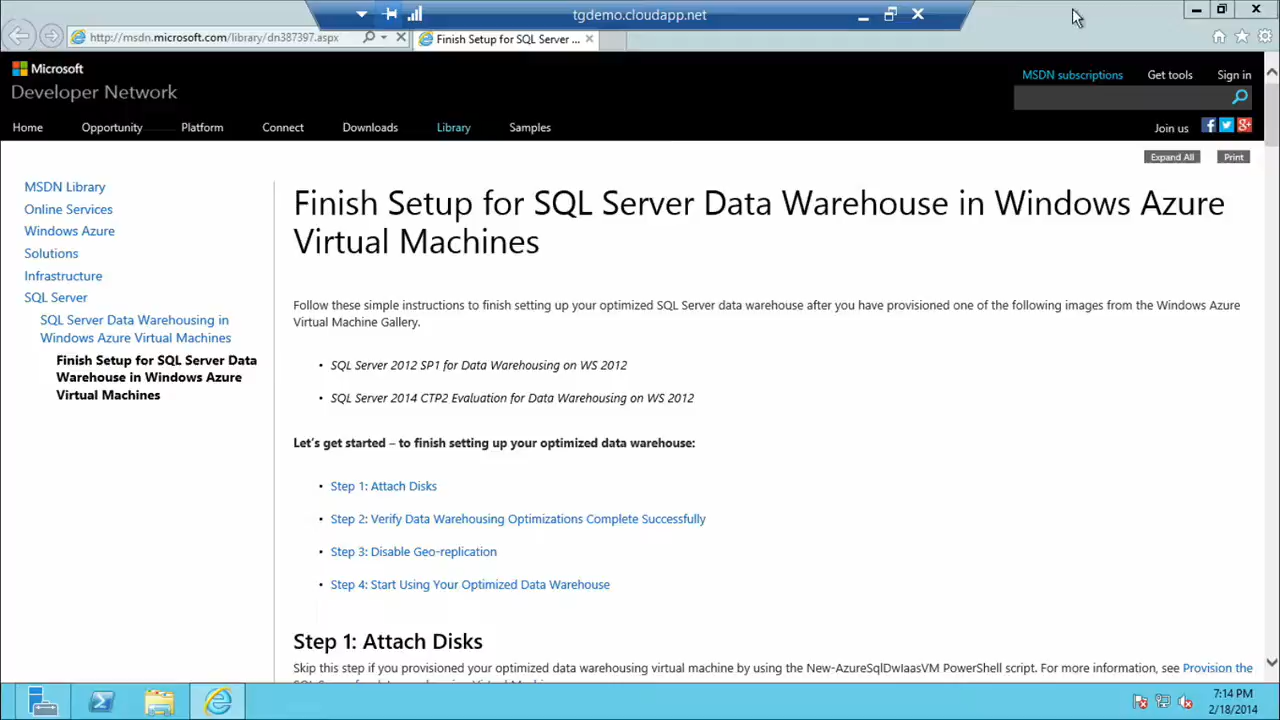 tgdemo.cloudapp.net
http://msdn.microsoft.com/library/dn387397.aspx
Finish Setup for SQL Server ...
Microsoft
Developer Network
MSDN subscriptions
Get tools
Sign in
Home
Opportunity
Platform
Connect
Downloads
Library
Samples
Join us
Expand All
Print
MSDN Library
Online Services
Windows Azure
Solutions
Infrastructure
SQL Server
SQL Server Data Warehousing in
Windows Azure Virtual Machines
Finish Setup for SQL Server Data
Warehouse in Windows Azure
Virtual Machines
Finish Setup for SQL Server Data Warehouse in Windows Azure
Virtual Machines
Follow these simple instructions to finish setting up your optimized SQL Server data warehouse after you have provisioned one of the following images from the Windows Azure
Virtual Machine Gallery.
• SQL Server 2012 SP1 for Data Warehousing on WS 2012
• SQL Server 2014 CTP2 Evaluation for Data Warehousing on WS 2012
Let's get started – to finish setting up your optimized data warehouse:
• Step 1: Attach Disks
• Step 2: Verify Data Warehousing Optimizations Complete Successfully
• Step 3: Disable Geo-replication
• Step 4: Start Using Your Optimized Data Warehouse
Step 1: Attach Disks
Skip this step if you provisioned your optimized data warehousing virtual machine by using the New-AzureSqlDwIaasVM PowerShell script. For more information, see Provision the
7:14 PM
2/18/2014